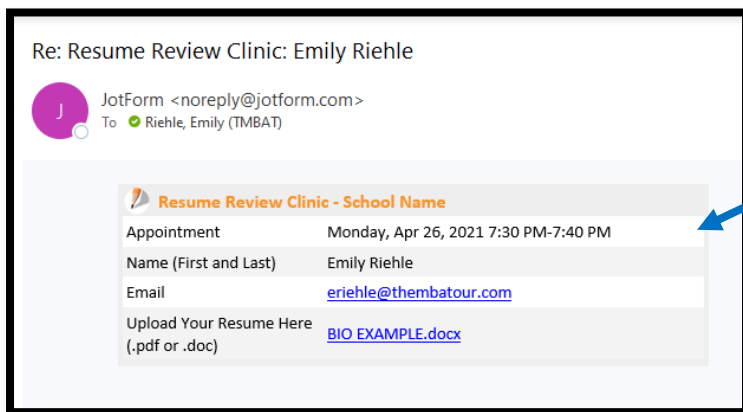 Re: Resume Review Clinic: Emily Riehle
J
JotForm <noreply@jotform.com>
To Riehle, Emily (TMBAT)
Resume Review Clinic - School Name
Appointment Monday, Apr 26, 2021 7:30 PM-7:40 PM
Name (First and Last) Emily Riehle
Email eriehle@thembatour.com
Upload Your Resume Here
(.pdf or .doc) BIO EXAMPLE.docx